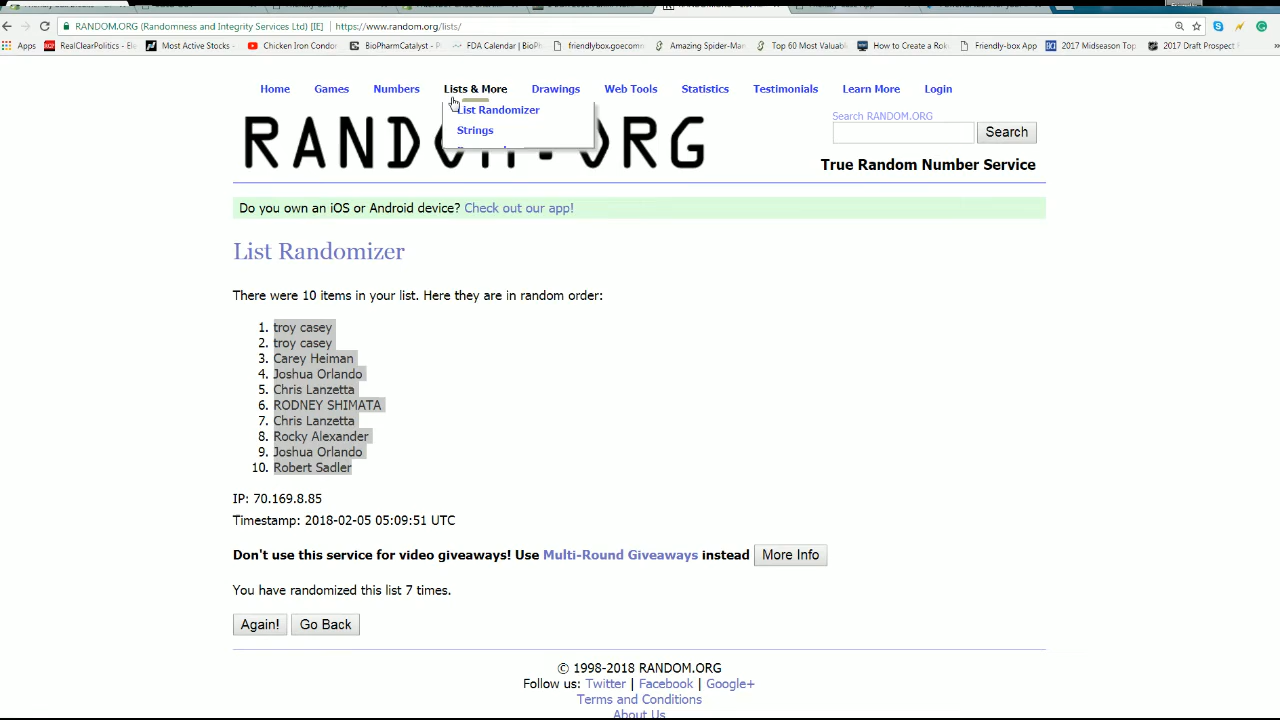 RANDOM.ORG (Randomness and Integrity Services Ltd) [IE] https://www.random.org/lists/
Apps RealClearPolitics - Ele Most Active Stocks - Chicken Iron Condor BioPharmCatalyst - FDA Calendar | BioP friendlybox.goecomm Amazing Spider-Man Top 60 Most Valuabl How to Create a Rok Friendly-box App 2017 Midseason Top 2017 Draft Prospect
Home Games Numbers Lists & More Drawings Web Tools Statistics Testimonials Learn More Login
List Randomizer
Strings
Search RANDOM.ORG
Search
RANDOM.ORG
True Random Number Service
Do you own an iOS or Android device? Check out our app!
List Randomizer
There were 10 items in your list. Here they are in random order:
1. troy casey
2. troy casey
3. Carey Heiman
4. Joshua Orlando
5. Chris Lanzetta
6. RODNEY SHIMATA
7. Chris Lanzetta
8. Rocky Alexander
9. Joshua Orlando
10. Robert Sadler
IP: 70.169.8.85
Timestamp: 2018-02-05 05:09:51 UTC
Don't use this service for video giveaways! Use Multi-Round Giveaways instead More Info
You have randomized this list 7 times.
Again! Go Back
© 1998-2018 RANDOM.ORG
Follow us: Twitter | Facebook | Google+
Terms and Conditions
About Us